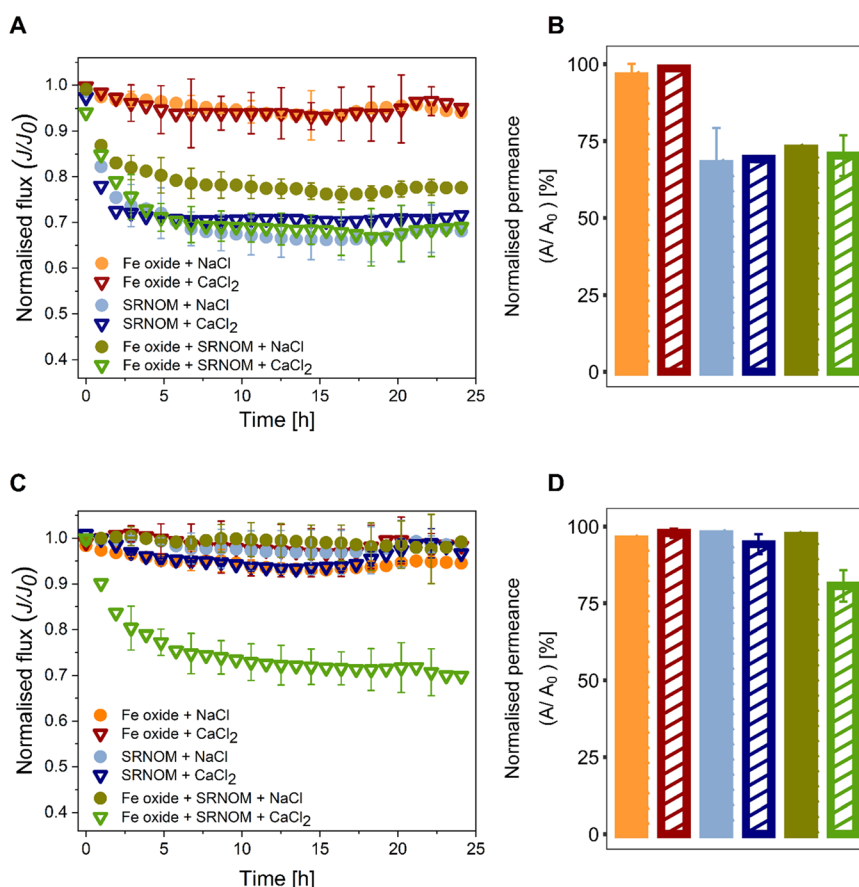 A
1.0
0.9
0.8
0.7
0.6
0.5
0.4
Normalised flux (J/J0)
Fe oxide + NaCl
Fe oxide + CaCl2
SRNOM + NaCl
SRNOM + CaCl2
Fe oxide + SRNOM + NaCl
Fe oxide + SRNOM + CaCl2
0 5 10 15 20 25
Time [h]
B
100
75
50
25
0
Normalised permeance
(A/ A0 ) [%]
C
1.0
0.9
0.8
0.7
0.6
0.5
0.4
Normalised flux (J/J0)
Fe oxide + NaCl
Fe oxide + CaCl2
SRNOM + NaCl
SRNOM + CaCl2
Fe oxide + SRNOM + NaCl
Fe oxide + SRNOM + CaCl2
0 5 10 15 20 25
Time [h]
D
100
75
50
25
0
Normalised permeance
(A/ A0 ) [%]